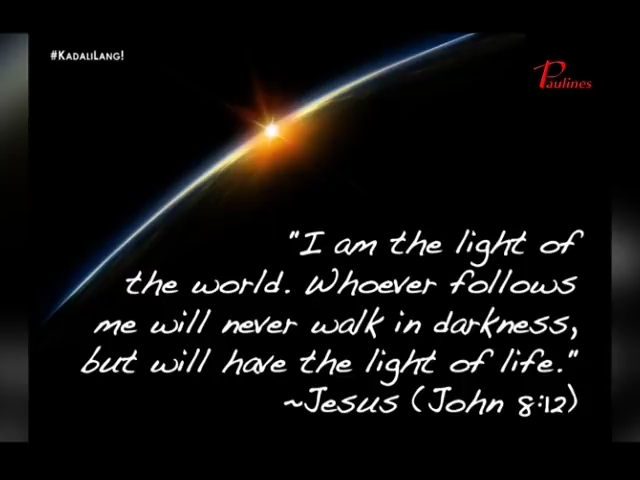 #KADALILANG!
Paulines
"I am the light of
the world. Whoever follows
me will never walk in darkness,
but will have the light of life."
~Jesus (John 8:12)